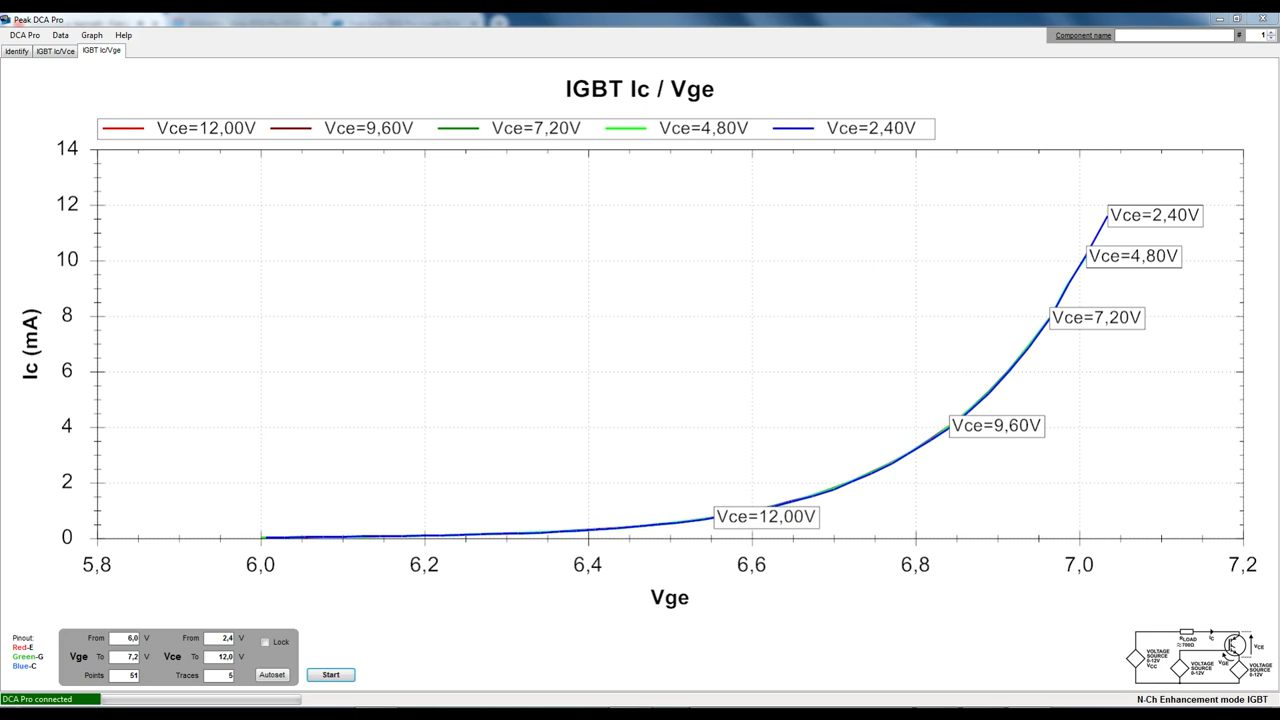 Peak DCA Pro
DCA Pro Data Graph Help
Component name # 1
Identify IGBT Ic/Vce IGBT Ic/Vge
IGBT Ic / Vge
Vce=12,00V Vce=9,60V Vce=7,20V Vce=4,80V Vce=2,40V
14
12
10
8
6
4
2
0
Ic (mA)
Vce=2,40V
Vce=4,80V
Vce=7,20V
Vce=9,60V
Vce=12,00V
5,8 6,0 6,2 6,4 6,6 6,8 7,0 7,2
Vge
Pinout:
Red-E
Green-G
Blue-C
From 6,0 V From 2,4 V Lock
Vge To 7,2 V Vce To 12,0 V
Points 51 Traces 5 Autoset Start
RLOAD
≈700Ω
IC
VCE
VGE
VOLTAGE
SOURCE
0-12V
VCC
VOLTAGE
SOURCE
0-12V
VOLTAGE
SOURCE
0-12V
DCA Pro connected
N-Ch Enhancement mode IGBT